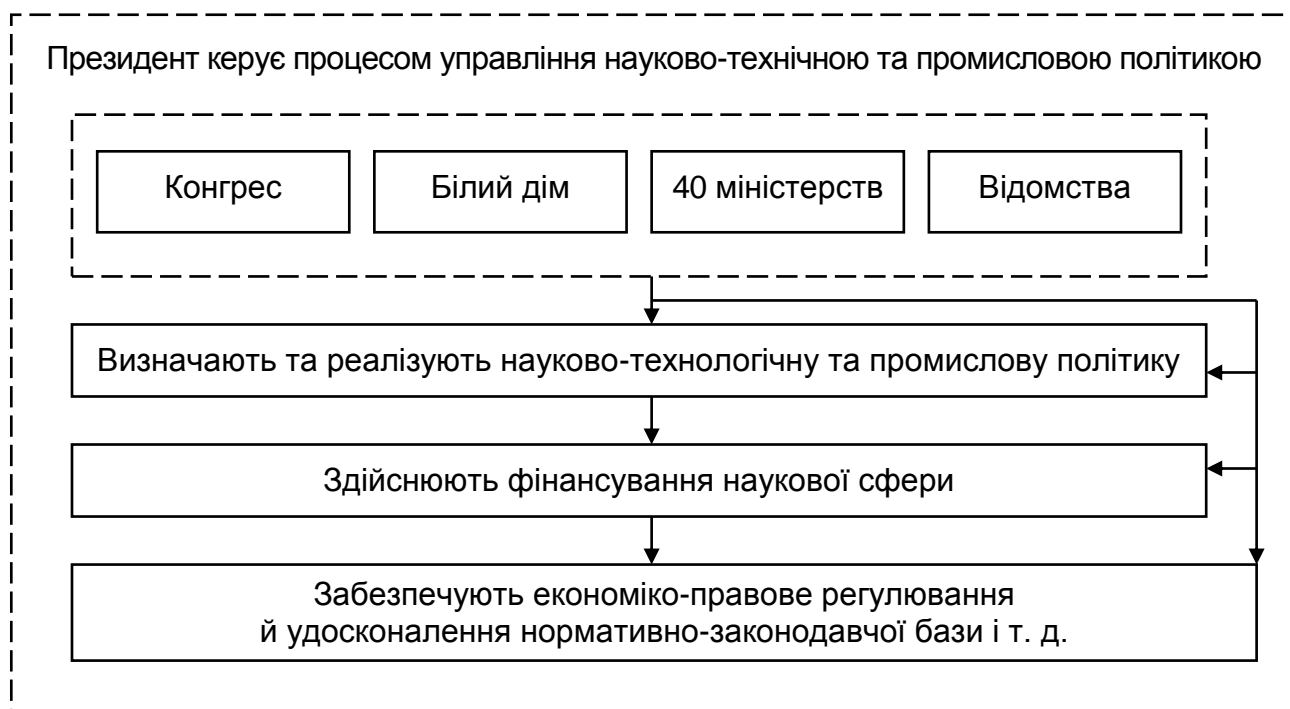 Президент керує процесом управління науково-технічною та промисловою політикою
Конгрес
Білий дім
40 міністерств
Відомства
Визначають та реалізують науково-технологічну та промислову політику
Здійснюють фінансування наукової сфери
Забезпечують економіко-правове регулювання
й удосконалення нормативно-законодавчої бази і т. д.